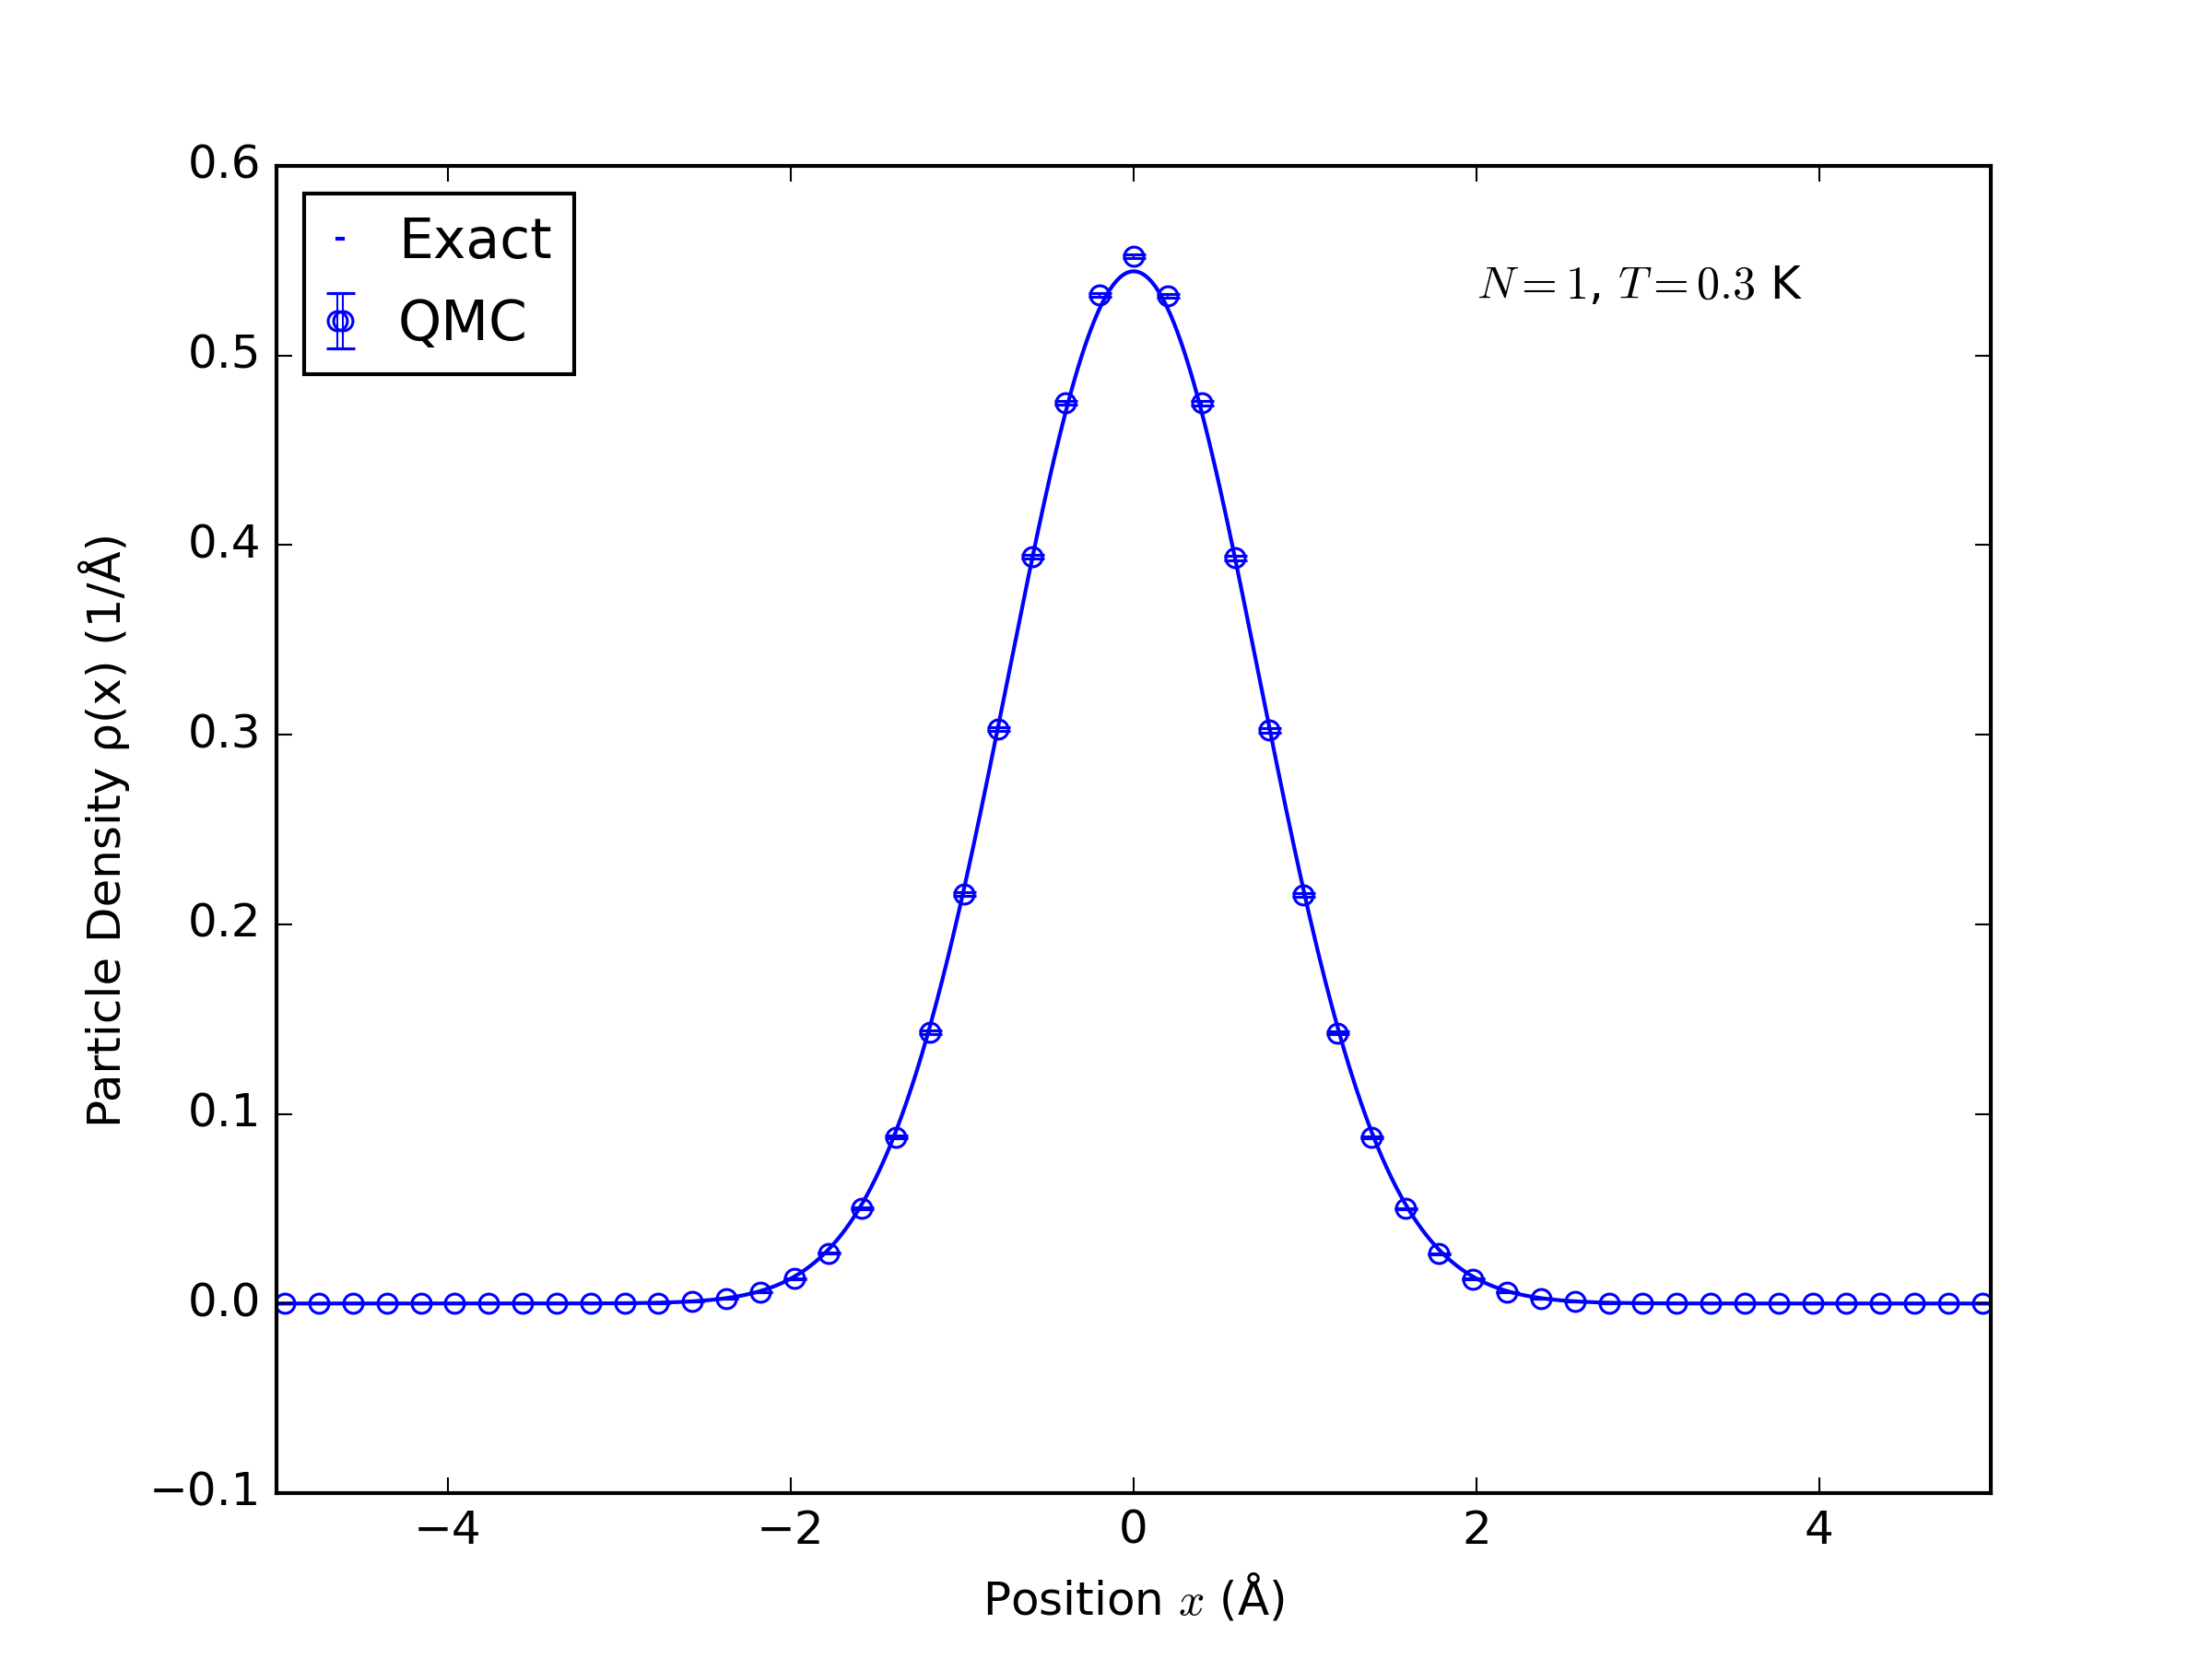 0.6
0.5
0.4
0.3
0.2
0.1
0.0
−0.1
Particle Density ρ(x) (1/Å)
Exact
QMC
N = 1, T = 0.3 K
−4 −2 0 2 4
Position x (Å)